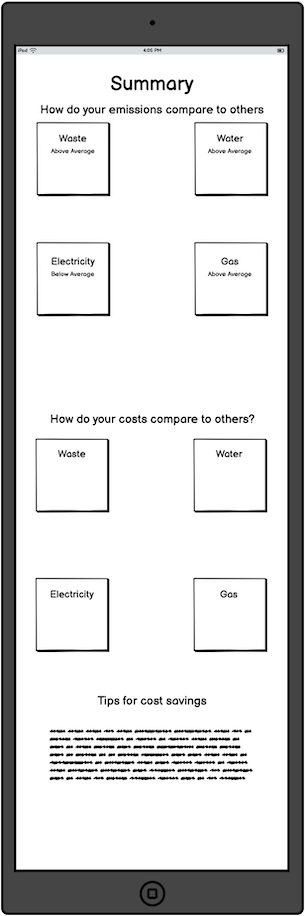 iPod 4:05 PM
Summary
How do your emissions compare to others
Waste Water
Above Average Above Average
Electricity Gas
Below Average Above Average
How do your costs compare to others?
Waste Water
Electricity Gas
Tips for cost savings